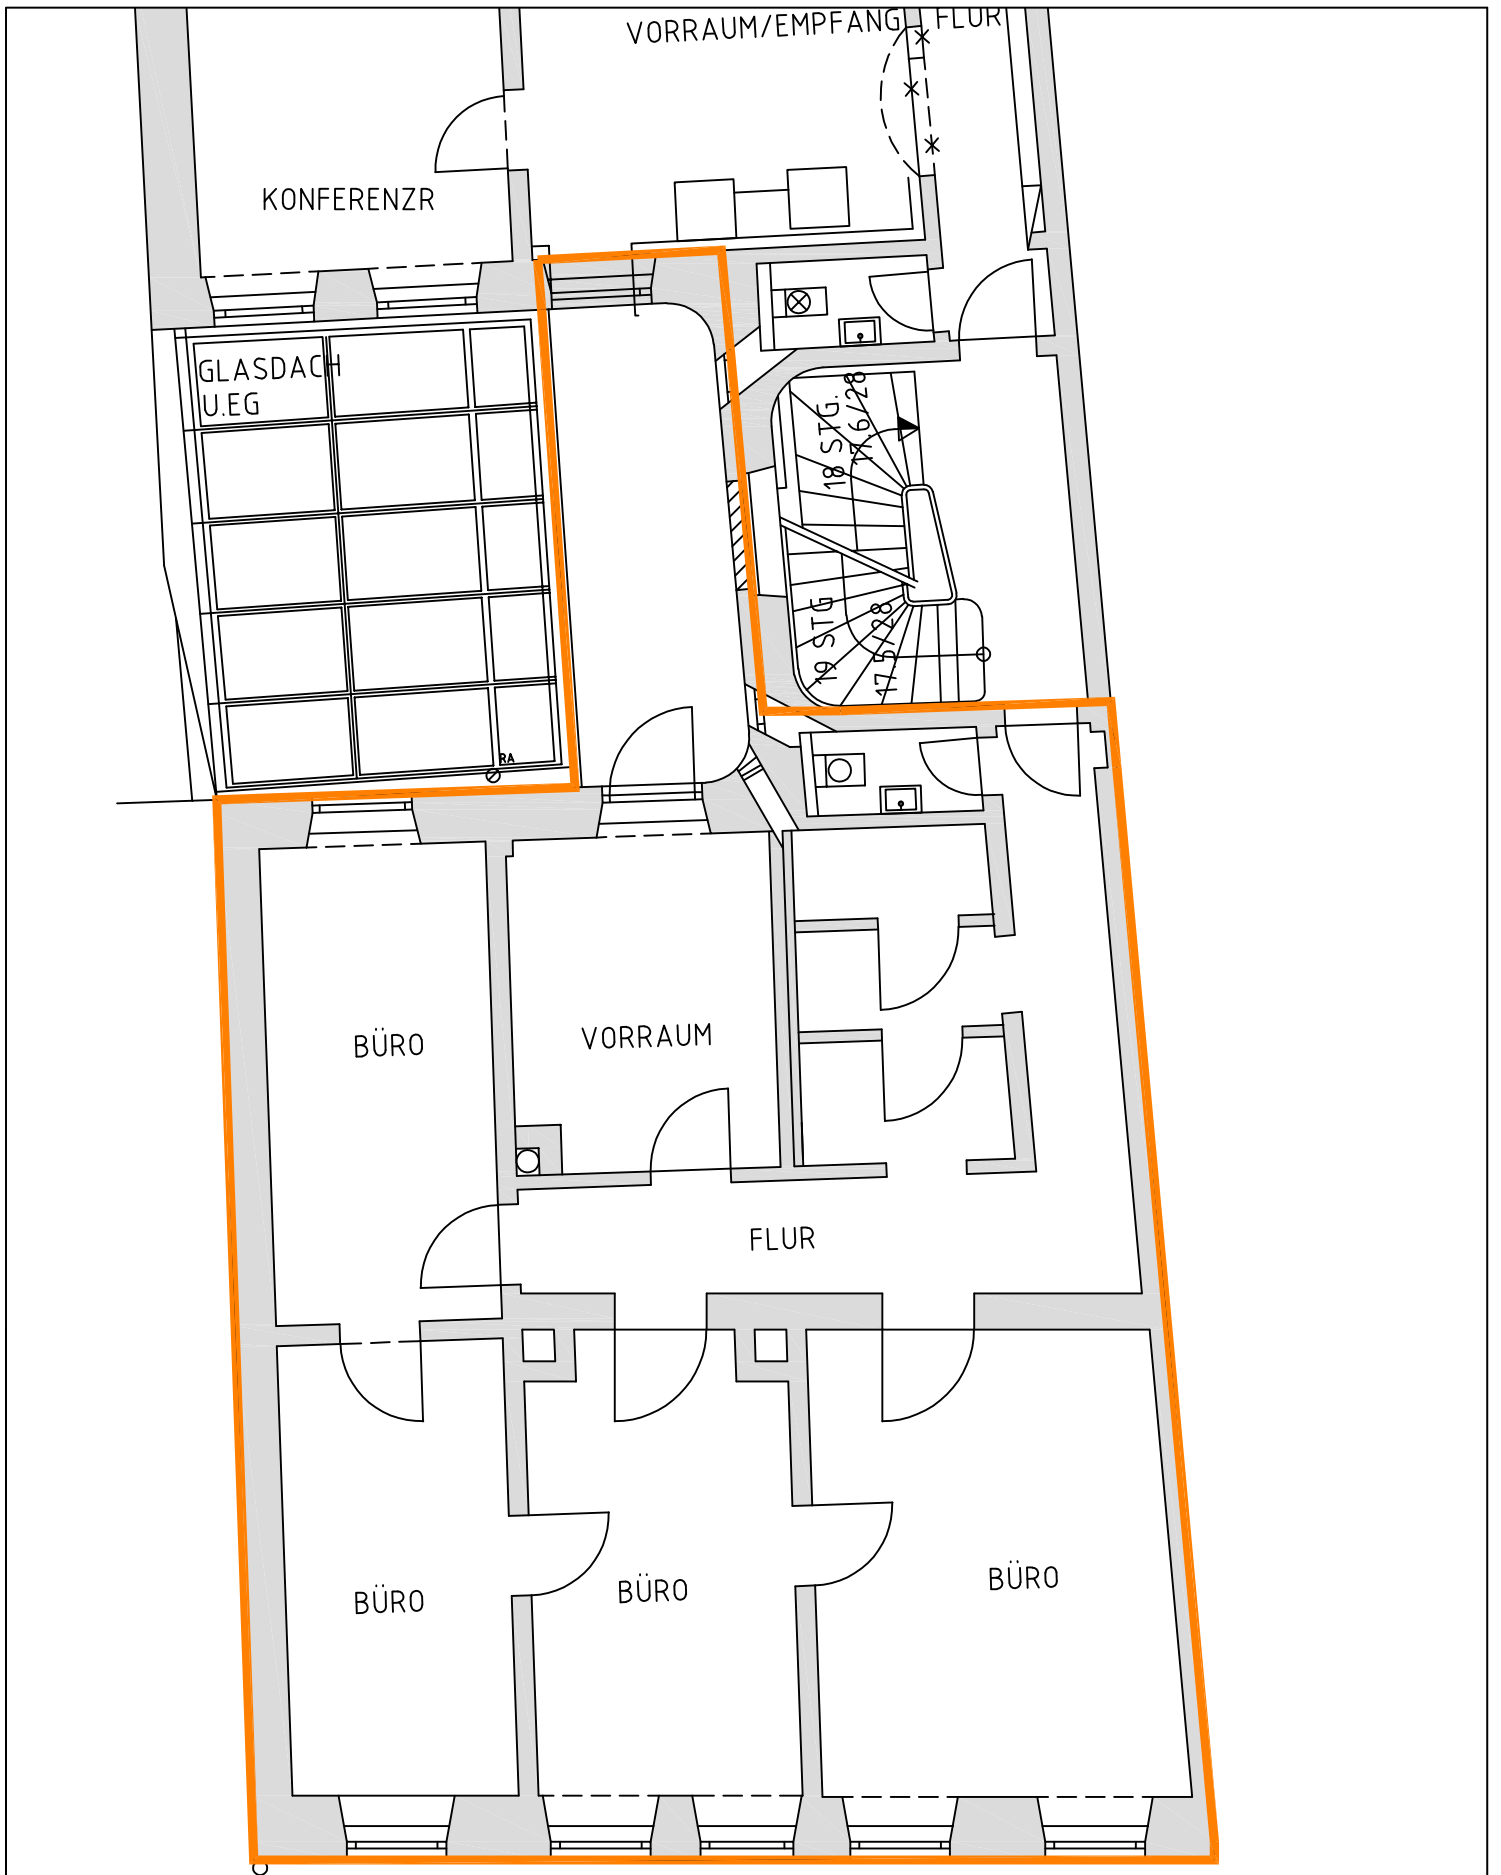 VORRAUM/EMPFANG
FLUR
KONFERENZR
GLASDACH
U.EG
18 STG.
17.6/28
19 STG
17.5/28
RA
BÜRO
VORRAUM
FLUR
BÜRO
BÜRO
BÜRO